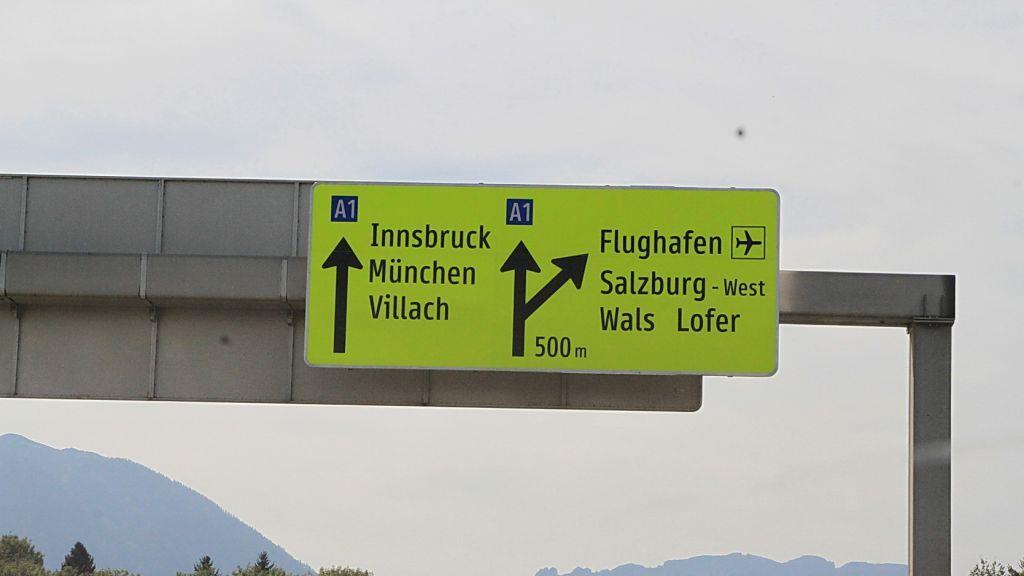 A1
Innsbruck
München
Villach
A1
500 m
Flughafen
Salzburg - West
Wals Lofer